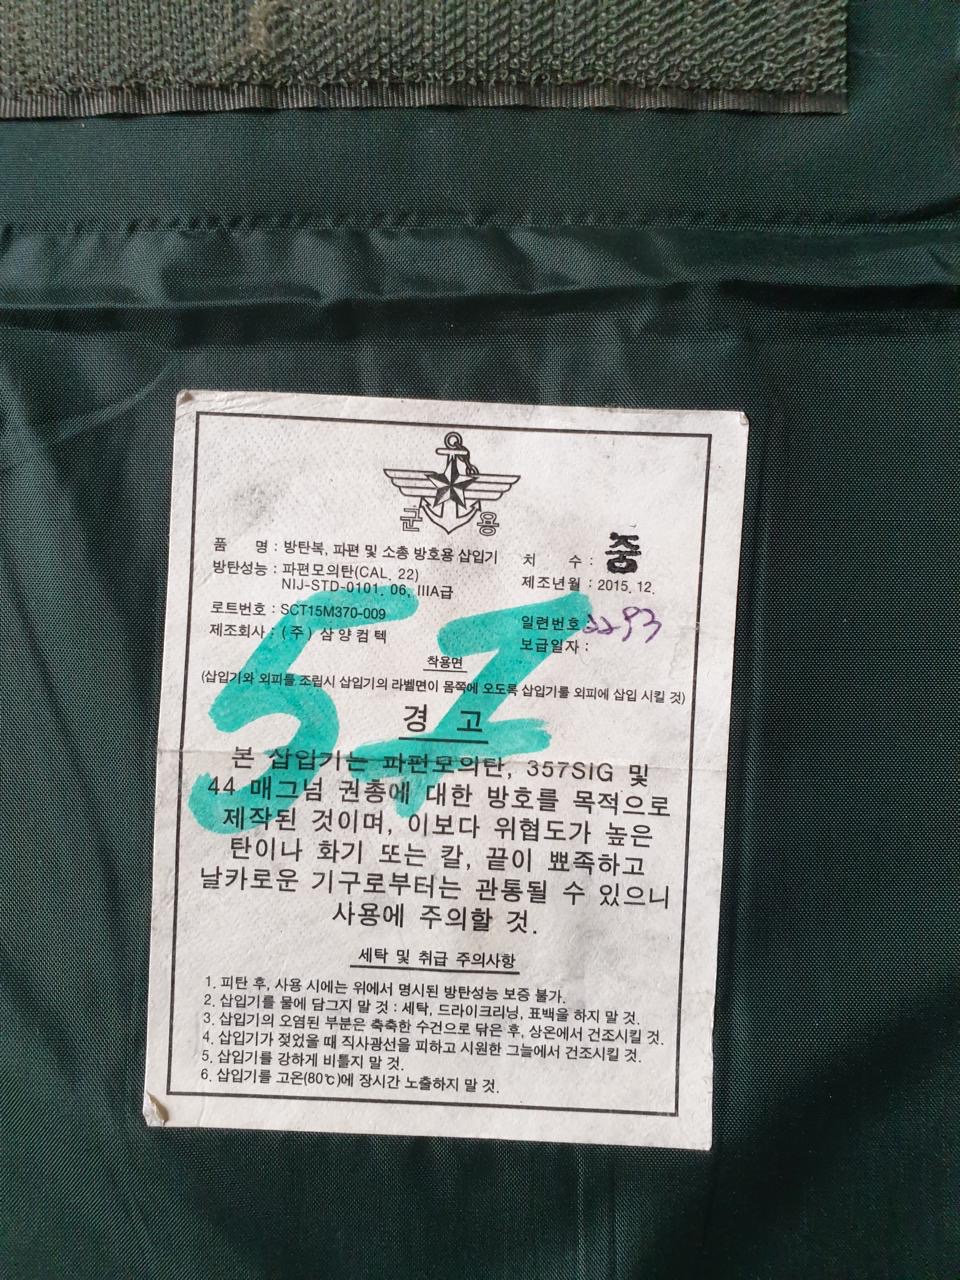 군 용
품 명 : 방탄복, 파편 및 소총 방호용 삽입기
치 수 : 중
방탄성능 : 파편모의탄(CAL. 22)
NIJ-STD-0101. 06, IIIA급
제조년월 : 2015. 12.
로트번호 : SCT15M370-009
일련번호 : 2293
제조회사 : (주) 삼양컴텍
보급일자 :
착용면
(삽입기와 외피를 조립시 삽입기의 라벨면이 몸쪽에 오도록 삽입기를 외피에 삽입 시킬 것)
57
경 고
본 삽입기는 파편모의탄, 357SIG 및
44 매그넘 권총에 대한 방호를 목적으로
제작된 것이며, 이보다 위협도가 높은
탄이나 화기 또는 칼, 끝이 뾰족하고
날카로운 기구로부터는 관통될 수 있으니
사용에 주의할 것.
세탁 및 취급 주의사항
1. 피탄 후, 사용 시에는 위에서 명시된 방탄성능 보증 불가.
2. 삽입기를 물에 담그지 말 것 : 세탁, 드라이크리닝, 표백을 하지 말 것.
3. 삽입기의 오염된 부분은 축축한 수건으로 닦은 후, 상온에서 건조시킬 것.
4. 삽입기가 젖었을 때 직사광선을 피하고 시원한 그늘에서 건조시킬 것.
5. 삽입기를 강하게 비틀지 말 것.
6. 삽입기를 고온(80℃)에 장시간 노출하지 말 것.